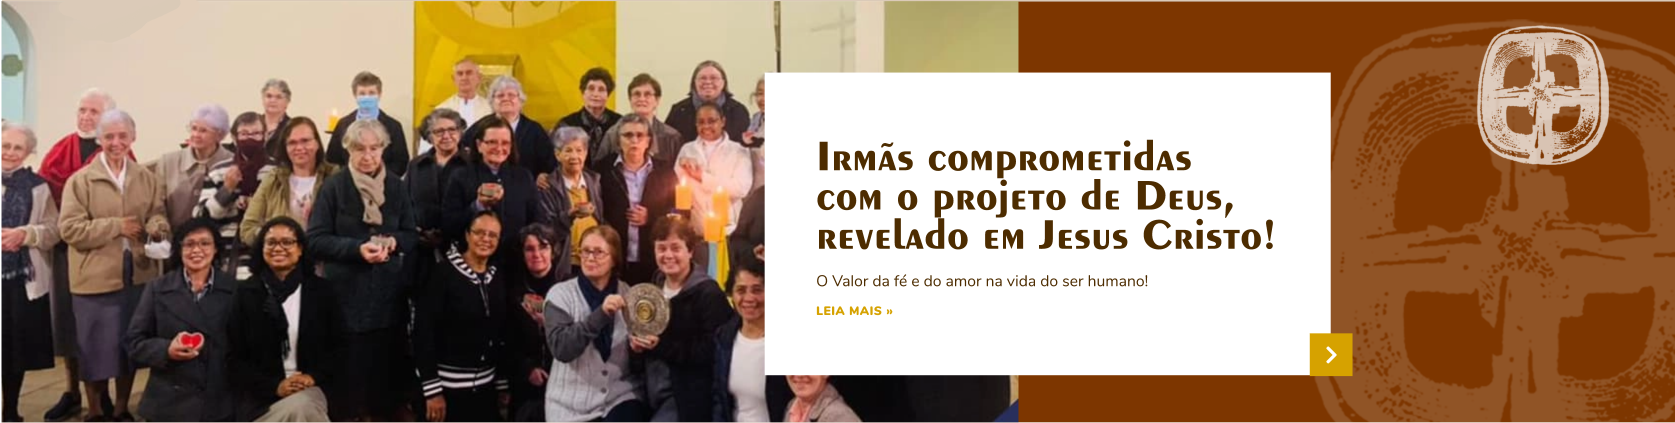 Irmãs comprometidas
com o projeto de Deus,
revelado em Jesus Cristo!
O Valor da fé e do amor na vida do ser humano!
LEIA MAIS »